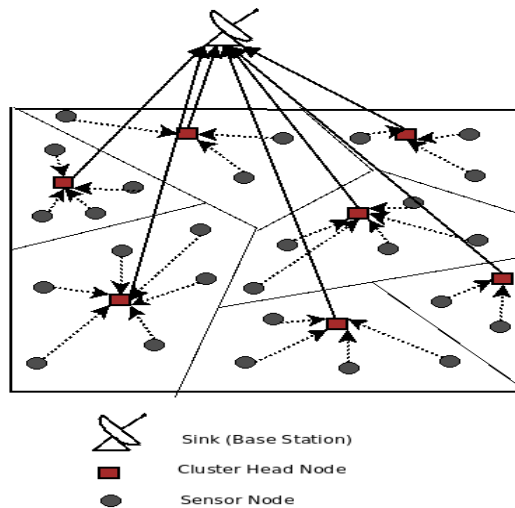 Sink (Base Station)
Cluster Head Node
Sensor Node